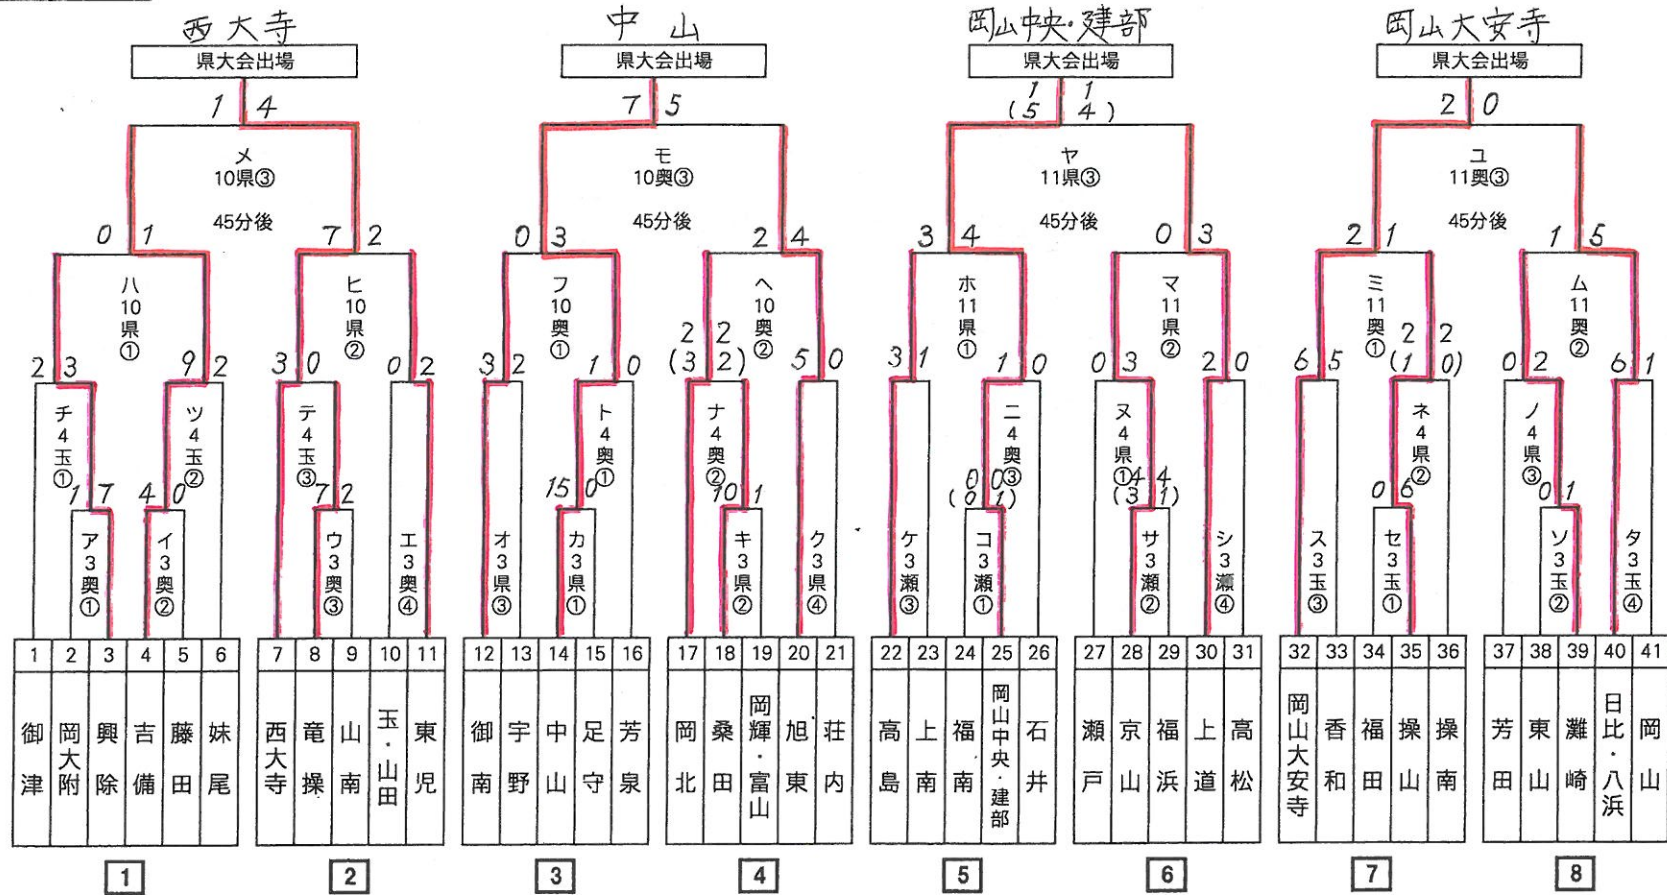 西大寺 中山 岡山中央・建部 岡山大安寺
県大会出場 県大会出場 県大会出場 県大会出場
1 4 7 5 1 1 2 0
(5 4)
メ モ ヤ ユ
10県③ 10奥③ 11県③ 11奥③
45分後 45分後 45分後 45分後
0 1 7 2 0 3 2 4 3 4 0 3 2 1 1 5
ハ10県① ヒ10県② フ10奥① ヘ10奥② ホ11県① マ11県② ミ11奥① ム11奥②
2 2 2 2
2 3 9 2 3 0 0 2 3 2 1 0 (3 2) 5 0 3 1 1 0 0 3 2 0 6 5 (1 0) 0 2 6 1
チ4玉① ツ4玉② テ4玉③ ト4奥① ナ4奥② ニ4奥③ ヌ4県① ネ4県② ノ4県③
0 0 4 4
1 7 4 0 7 2 15 0 10 1 (0 1) (3 1) 0 6 0 1
ア3奥① イ3奥② ウ3奥③ エ3奥④ オ3県③ カ3県① キ3県② ク3県④ ケ3瀬③ コ3瀬① サ3瀬② シ3瀬④ ス3玉③ セ3玉① ソ3玉② タ3玉④
1 2 3 4 5 6 7 8 9 10 11 12 13 14 15 16 17 18 19 20 21 22 23 24 25 26 27 28 29 30 31 32 33 34 35 36 37 38 39 40 41
御津 岡大附 興除 吉備 藤田 妹尾 西大寺 竜操 山南 玉・山田 東児 御南 宇野 中山 足守 芳泉 岡北 桑田 岡輝・富山 旭東 荘内 高島 上南 福南 岡山中央・建部 石井 瀬戸 京山 福浜 上道 高松 岡山大安寺 香和 福田 操山 操南 芳田 東山 灘崎 日比・八浜 岡山
1 2 3 4 5 6 7 8